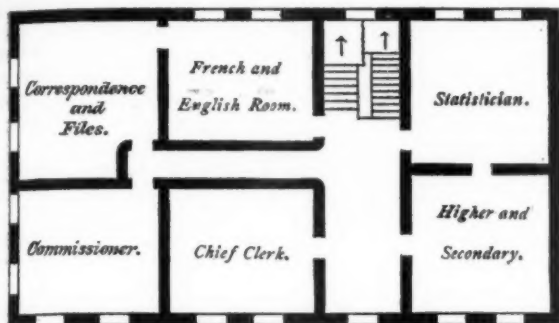 Correspondence
and
Files.
French and
English Room.
Statistician.
Commissioner.
Chief Clerk.
Higher and
Secondary.